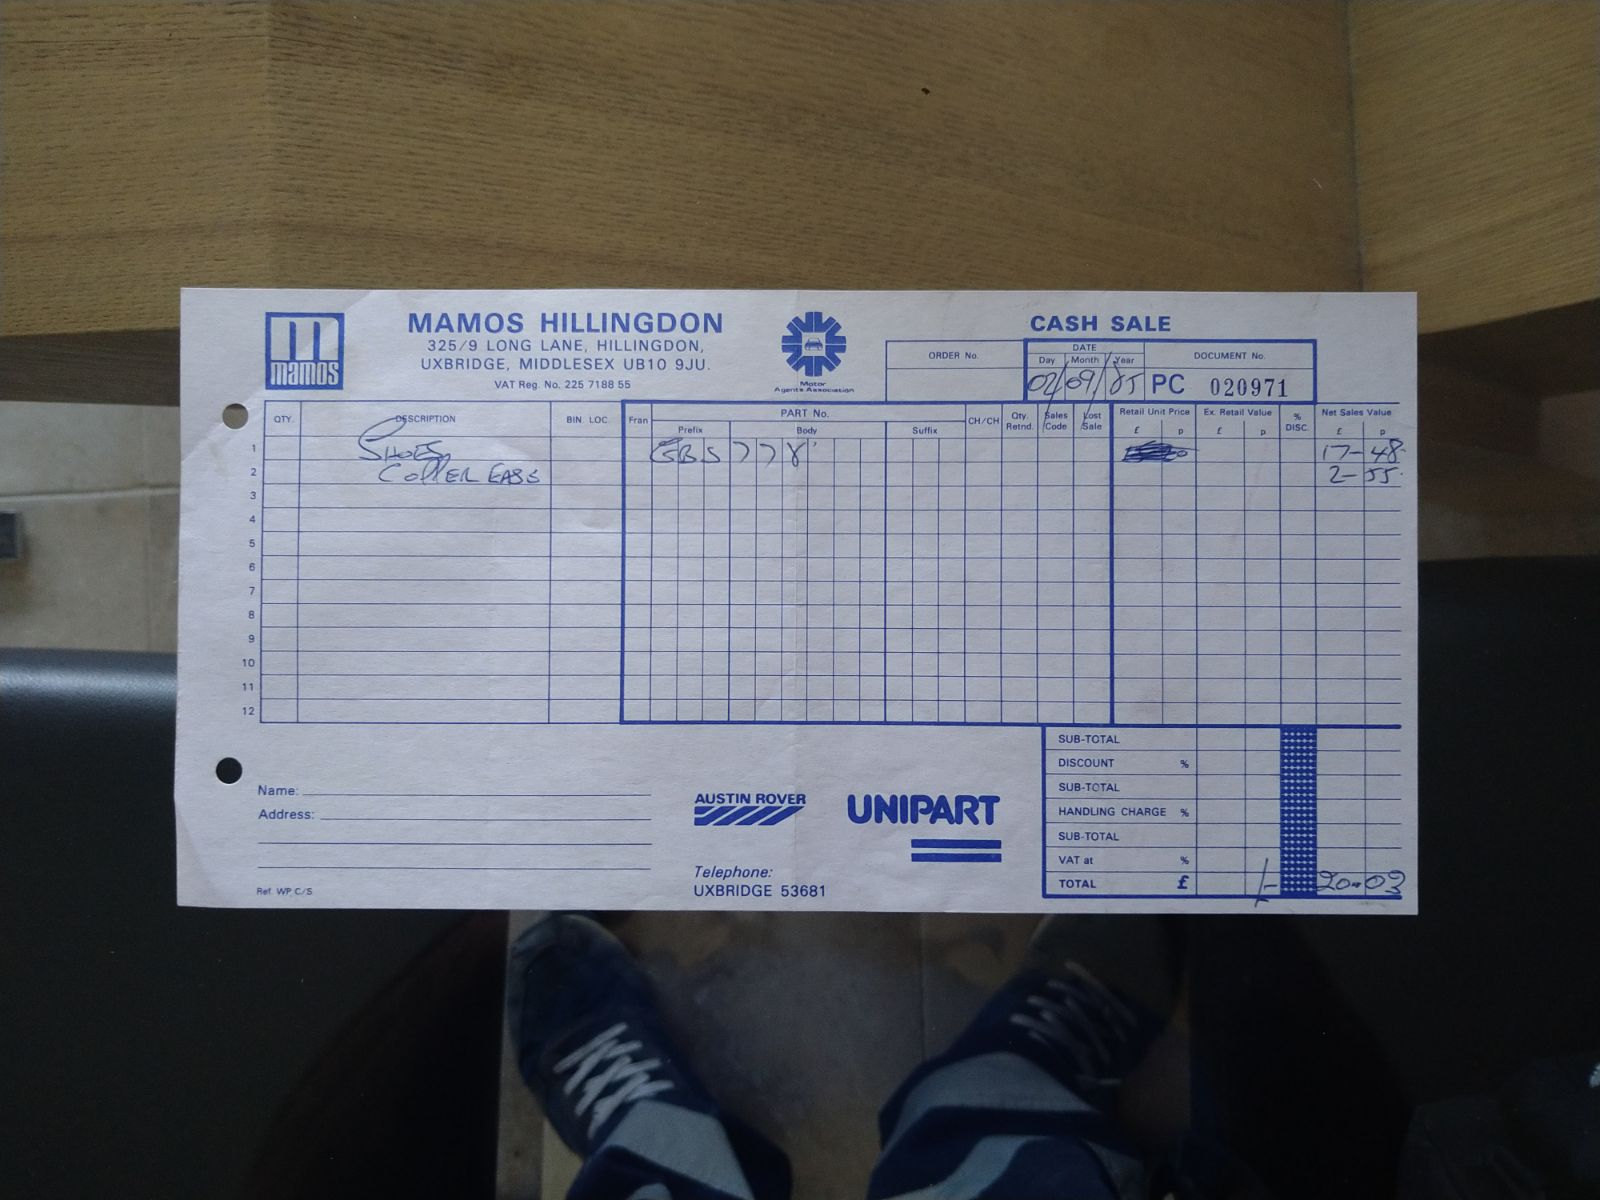 mamos
MAMOS HILLINGDON
325/9 LONG LANE, HILLINGDON,
UXBRIDGE, MIDDLESEX UB10 9JU.
VAT Reg. No. 225 7188 55
Motor
Agents Association
CASH SALE
ORDER No.
DATE
Day Month Year
02/09/85
DOCUMENT No.
PC 020971
QTY. DESCRIPTION BIN LOC. Fran PART No. CH/CH Qty. Retnd. Sales Code Lost Sale Retail Unit Price Ex. Retail Value % DISC. Net Sales Value
Prefix Body Suffix £ p £ p £ p
1 SHOES GBS 778 17-48
2 COPPER EASE 2-55
3
4
5
6
7
8
9
10
11
12
SUB-TOTAL
DISCOUNT %
SUB-TOTAL
HANDLING CHARGE %
SUB-TOTAL
VAT at %
TOTAL £ 20-03
Name:
Address:
Ref. WP C/S
AUSTIN ROVER
UNIPART
Telephone:
UXBRIDGE 53681